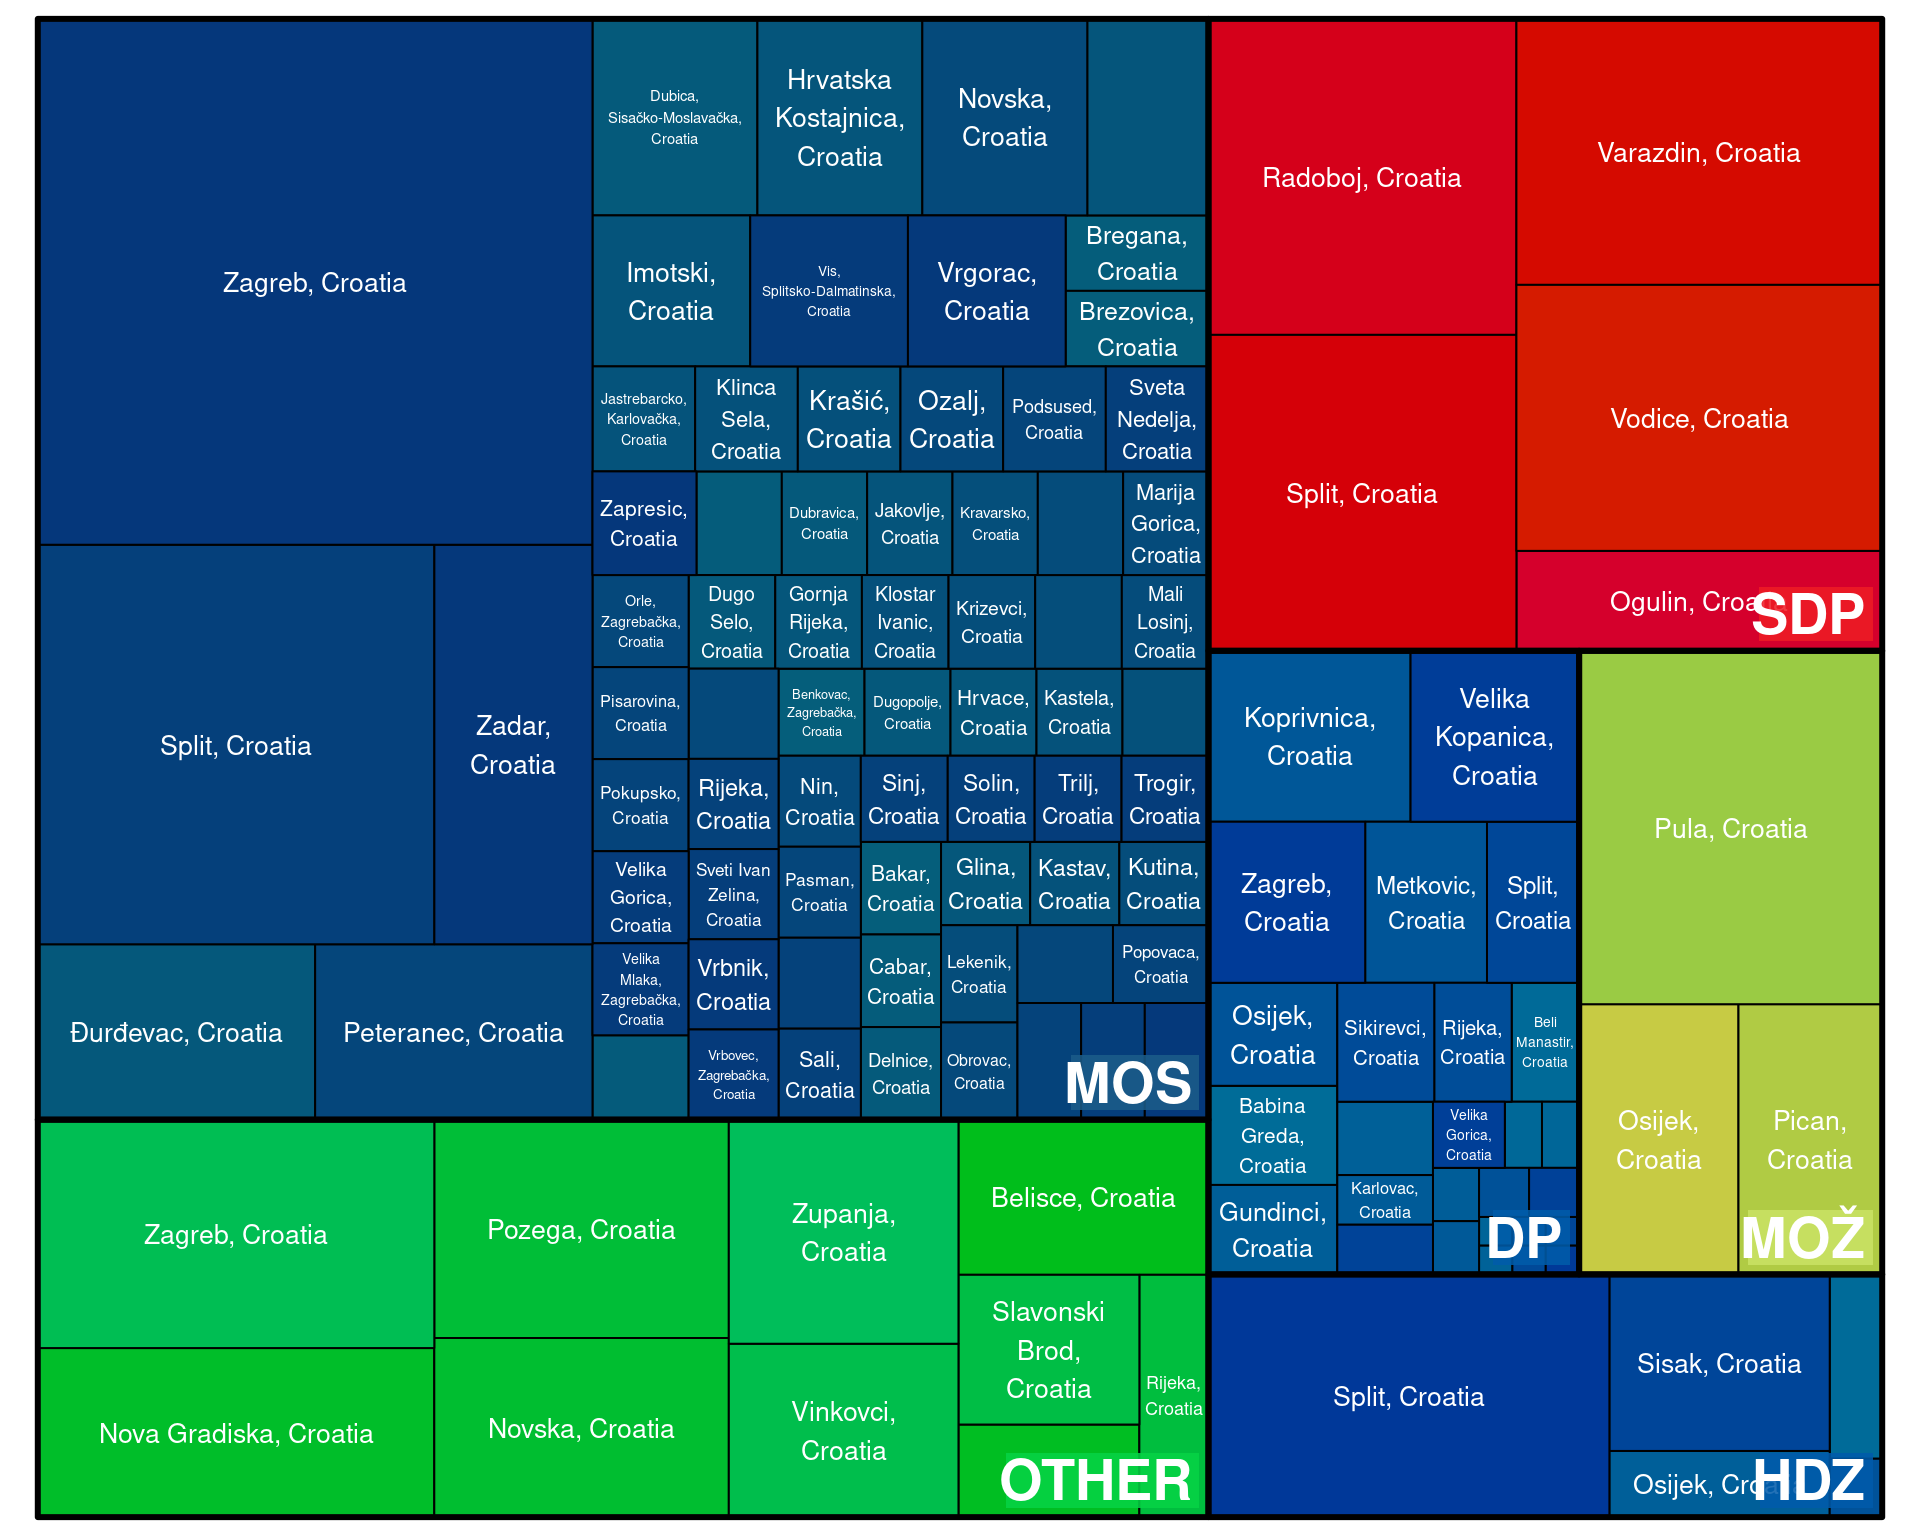 Zagreb, Croatia
Split, Croatia
Zadar,
Croatia
Đurđevac, Croatia
Peteranec, Croatia
Dubica,
Sisačko-Moslavačka,
Croatia
Hrvatska
Kostajnica,
Croatia
Novska,
Croatia
Imotski,
Croatia
Vis,
Splitsko-Dalmatinska,
Croatia
Vrgorac,
Croatia
Bregana,
Croatia
Brezovica,
Croatia
Jastrebarcko,
Karlovačka,
Croatia
Klinca
Sela,
Croatia
Krašić,
Croatia
Ozalj,
Croatia
Podsused,
Croatia
Sveta
Nedelja,
Croatia
Zapresic,
Croatia
Dubravica,
Croatia
Jakovlje,
Croatia
Kravarsko,
Croatia
Marija
Gorica,
Croatia
Orle,
Zagrebačka,
Croatia
Dugo
Selo,
Croatia
Gornja
Rijeka,
Croatia
Klostar
Ivanic,
Croatia
Krizevci,
Croatia
Mali
Losinj,
Croatia
Pisarovina,
Croatia
Benkovac,
Zagrebačka,
Croatia
Dugopolje,
Croatia
Hrvace,
Croatia
Kastela,
Croatia
Pokupsko,
Croatia
Rijeka,
Croatia
Nin,
Croatia
Sinj,
Croatia
Solin,
Croatia
Trilj,
Croatia
Trogir,
Croatia
Velika
Gorica,
Croatia
Sveti Ivan
Zelina,
Croatia
Pasman,
Croatia
Bakar,
Croatia
Glina,
Croatia
Kastav,
Croatia
Kutina,
Croatia
Velika
Mlaka,
Zagrebačka,
Croatia
Vrbnik,
Croatia
Cabar,
Croatia
Lekenik,
Croatia
Popovaca,
Croatia
Vrbovec,
Zagrebačka,
Croatia
Sali,
Croatia
Delnice,
Croatia
Obrovac,
Croatia
MOS
Radoboj, Croatia
Varazdin, Croatia
Split, Croatia
Vodice, Croatia
Ogulin, Croa
SDP
Koprivnica,
Croatia
Velika
Kopanica,
Croatia
Zagreb,
Croatia
Metkovic,
Croatia
Split,
Croatia
Osijek,
Croatia
Sikirevci,
Croatia
Rijeka,
Croatia
Beli
Manastir,
Croatia
Babina
Greda,
Croatia
Velika
Gorica,
Croatia
Gundinci,
Croatia
Karlovac,
Croatia
DP
Pula, Croatia
Osijek,
Croatia
Pican,
Croatia
MOŽ
Zagreb, Croatia
Pozega, Croatia
Zupanja,
Croatia
Belisce, Croatia
Nova Gradiska, Croatia
Novska, Croatia
Vinkovci,
Croatia
Slavonski
Brod,
Croatia
Rijeka,
Croatia
OTHER
Split, Croatia
Sisak, Croatia
Osijek, Cro
HDZ